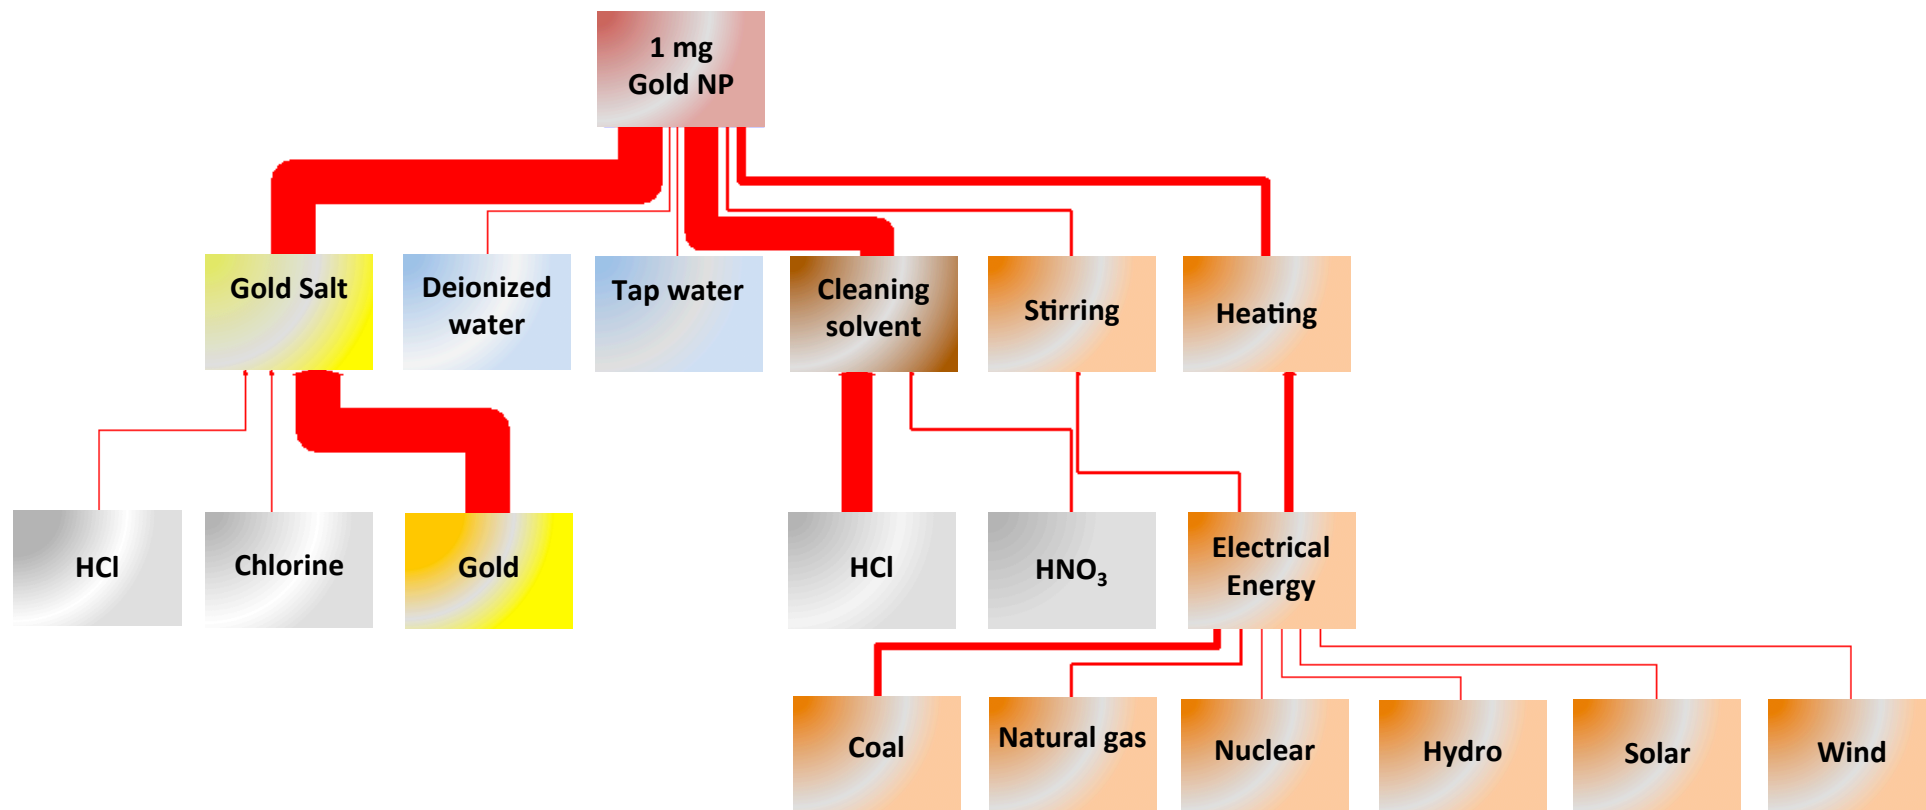 1 mg
Gold NP
Gold Salt
Deionized
water
Tap water
Cleaning
solvent
Stirring
Heating
HCl
Chlorine
Gold
HCl
HNO₃
Electrical
Energy
Coal
Natural gas
Nuclear
Hydro
Solar
Wind